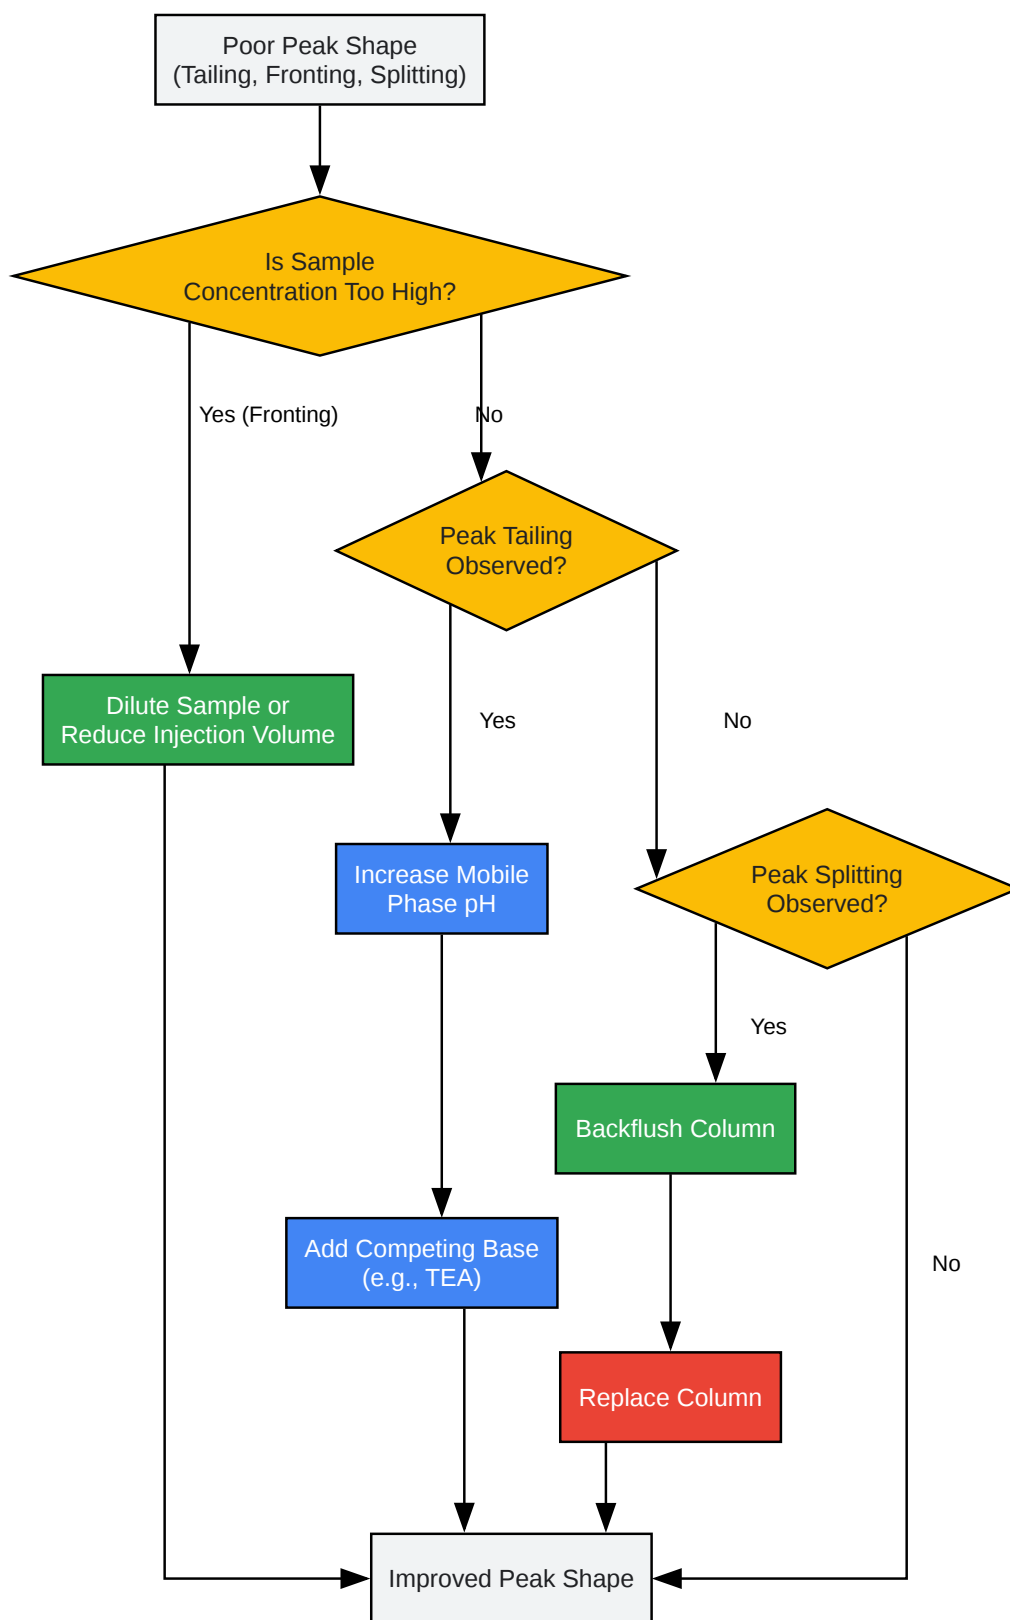 Poor Peak Shape
(Tailing, Fronting, Splitting)
Is Sample
Concentration Too High?
Yes (Fronting)
No
Peak Tailing
Observed?
Dilute Sample or
Reduce Injection Volume
Yes
No
Increase Mobile
Phase pH
Peak Splitting
Observed?
Yes
Backflush Column
Add Competing Base
(e.g., TEA)
No
Replace Column
Improved Peak Shape